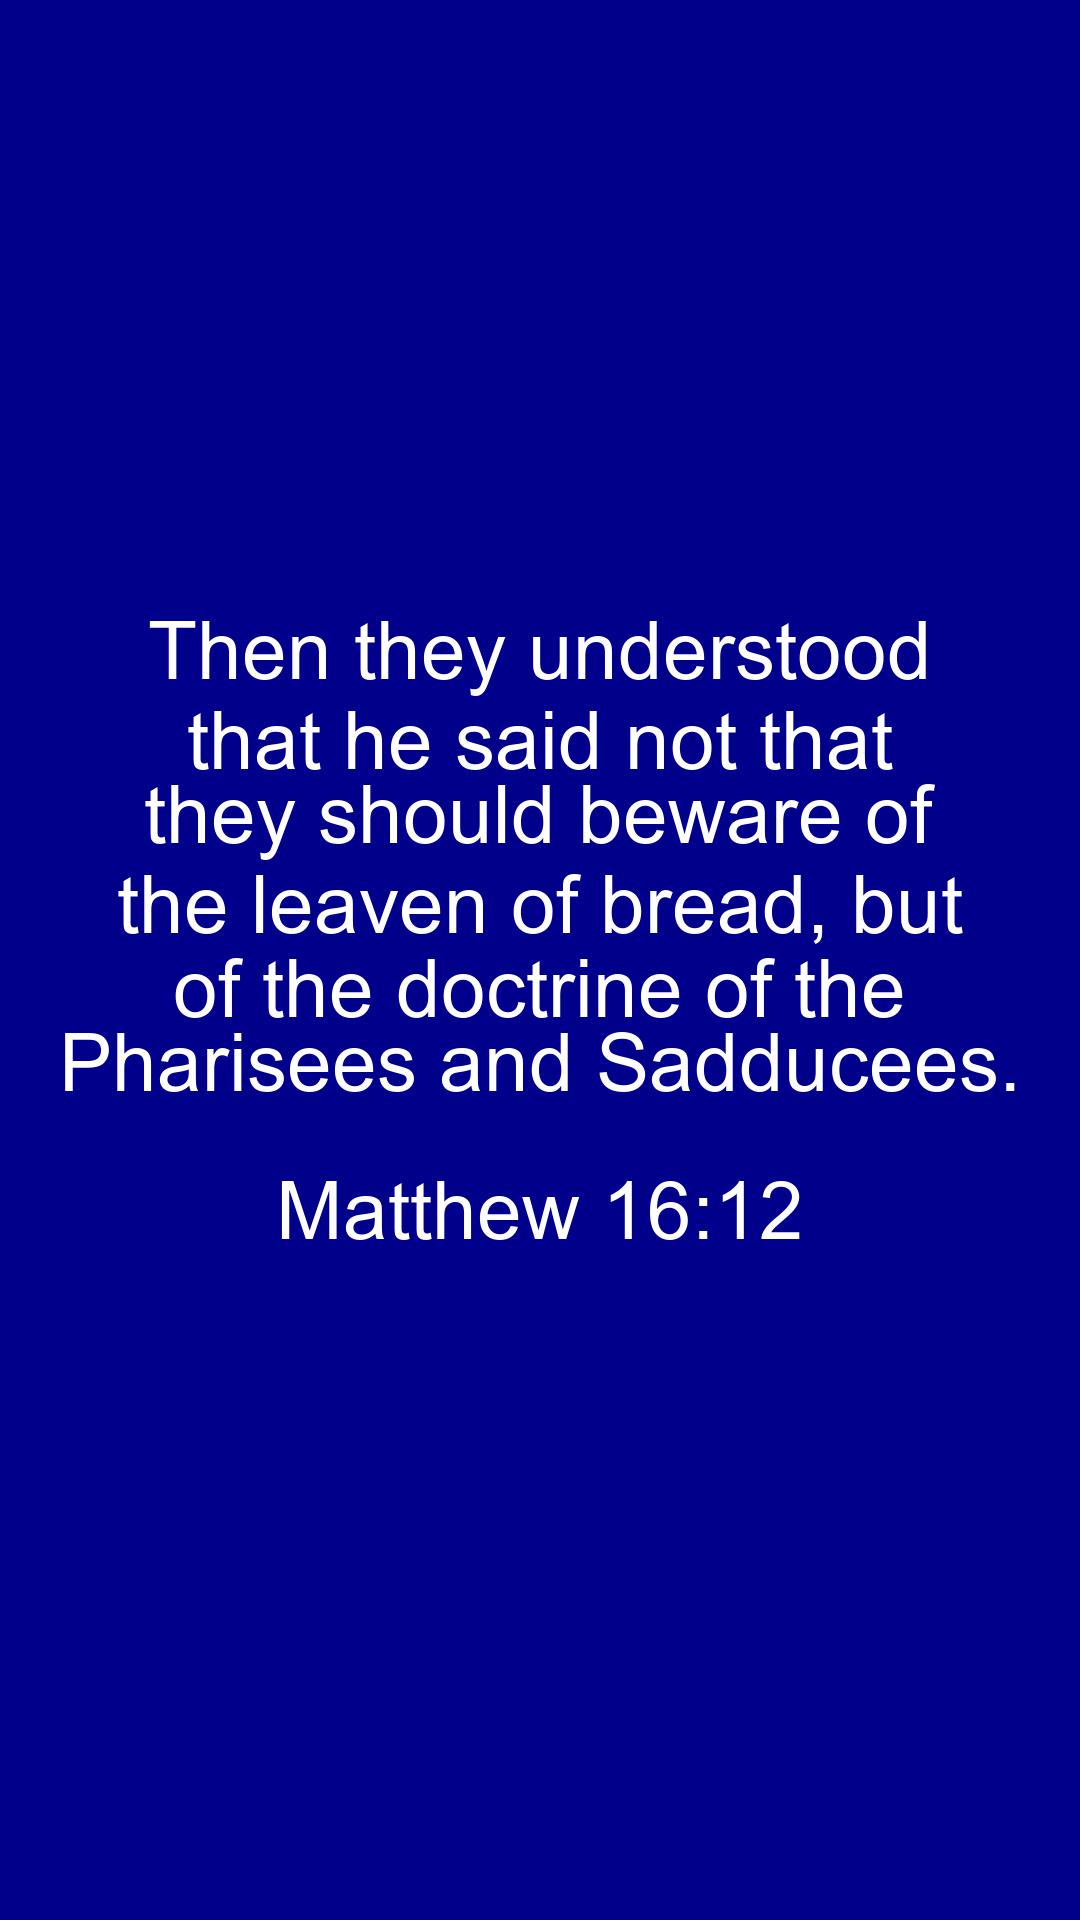 Then they understood
that he said not that
they should beware of
the leaven of bread, but
of the doctrine of the
Pharisees and Sadducees.
Matthew 16:12